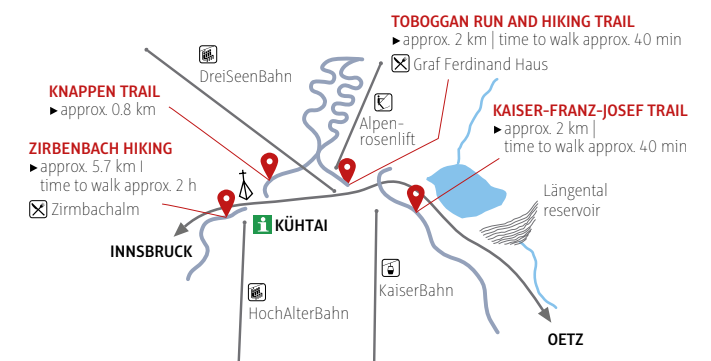 TOBOGGAN RUN AND HIKING TRAIL
▸approx. 2 km | time to walk approx. 40 min
Graf Ferdinand Haus
DreiSeenBahn
KNAPPEN TRAIL
▸approx. 0.8 km
Alpen-
rosenlift
KAISER-FRANZ-JOSEF TRAIL
▸approx. 2 km |
time to walk approx. 40 min
ZIRBENBACH HIKING
▸approx. 5.7 km I
time to walk approx. 2 h
Zirmbachalm
Längental
reservoir
i KÜHTAI
INNSBRUCK
HochAlterBahn
KaiserBahn
OETZ